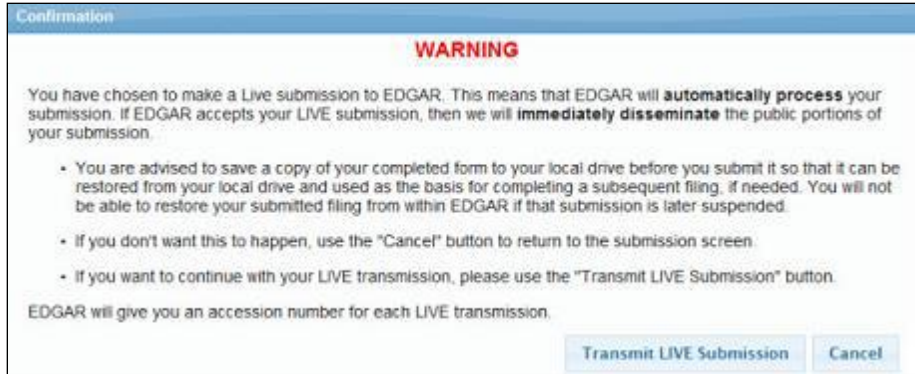 Confirmation
WARNING
You have chosen to make a Live submission to EDGAR. This means that EDGAR will automatically process your
submission. If EDGAR accepts your LIVE submission, then we will immediately disseminate the public portions of
your submission.
• You are advised to save a copy of your completed form to your local drive before you submit it so that it can be
restored from your local drive and used as the basis for completing a subsequent filing, if needed. You will not
be able to restore your submitted filing from within EDGAR if that submission is later suspended.
• If you don't want this to happen, use the "Cancel" button to return to the submission screen.
• If you want to continue with your LIVE transmission, please use the "Transmit LIVE Submission" button.
EDGAR will give you an accession number for each LIVE transmission.
Transmit LIVE Submission Cancel